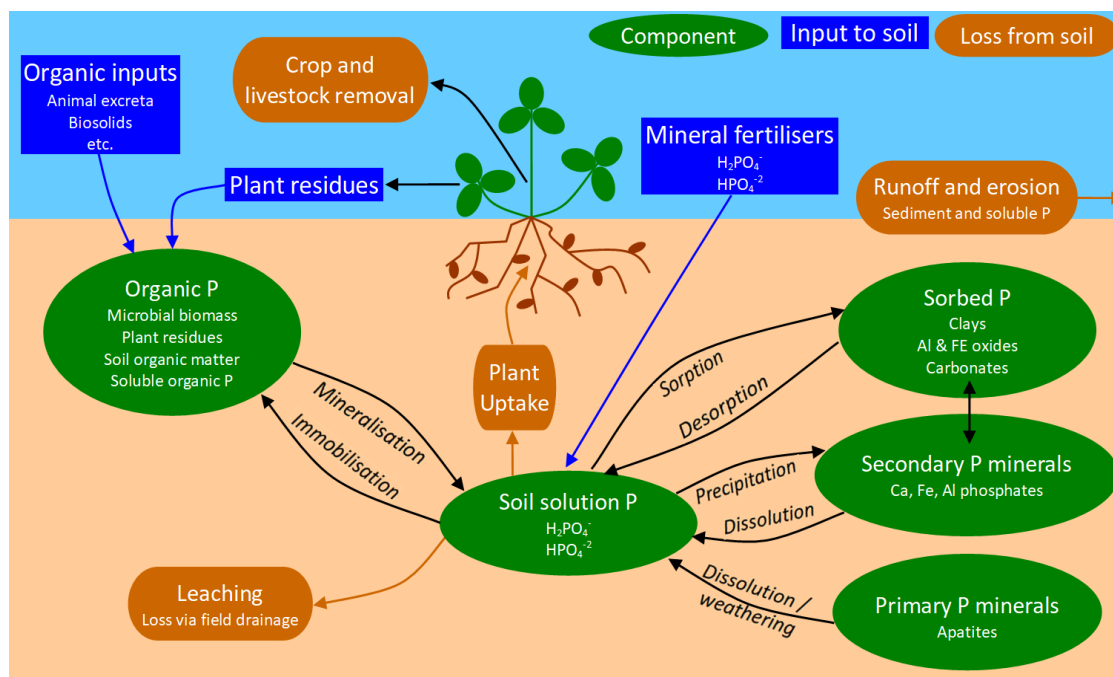 Component
Input to soil
Loss from soil
Organic inputs
Animal excreta
Biosolids
etc.
Crop and
livestock removal
Mineral fertilisers
H₂PO₄⁻
HPO₄⁻²
Plant residues
Runoff and erosion
Sediment and soluble P
Organic P
Microbial biomass
Plant residues
Soil organic matter
Soluble organic P
Sorbed P
Clays
Al & FE oxides
Carbonates
Plant
Uptake
Sorption
Desorption
Mineralisation
Immobilisation
Precipitation
Dissolution
Secondary P minerals
Ca, Fe, Al phosphates
Soil solution P
H₂PO₄⁻
HPO₄⁻²
Leaching
Loss via field drainage
Dissolution /
weathering
Primary P minerals
Apatites